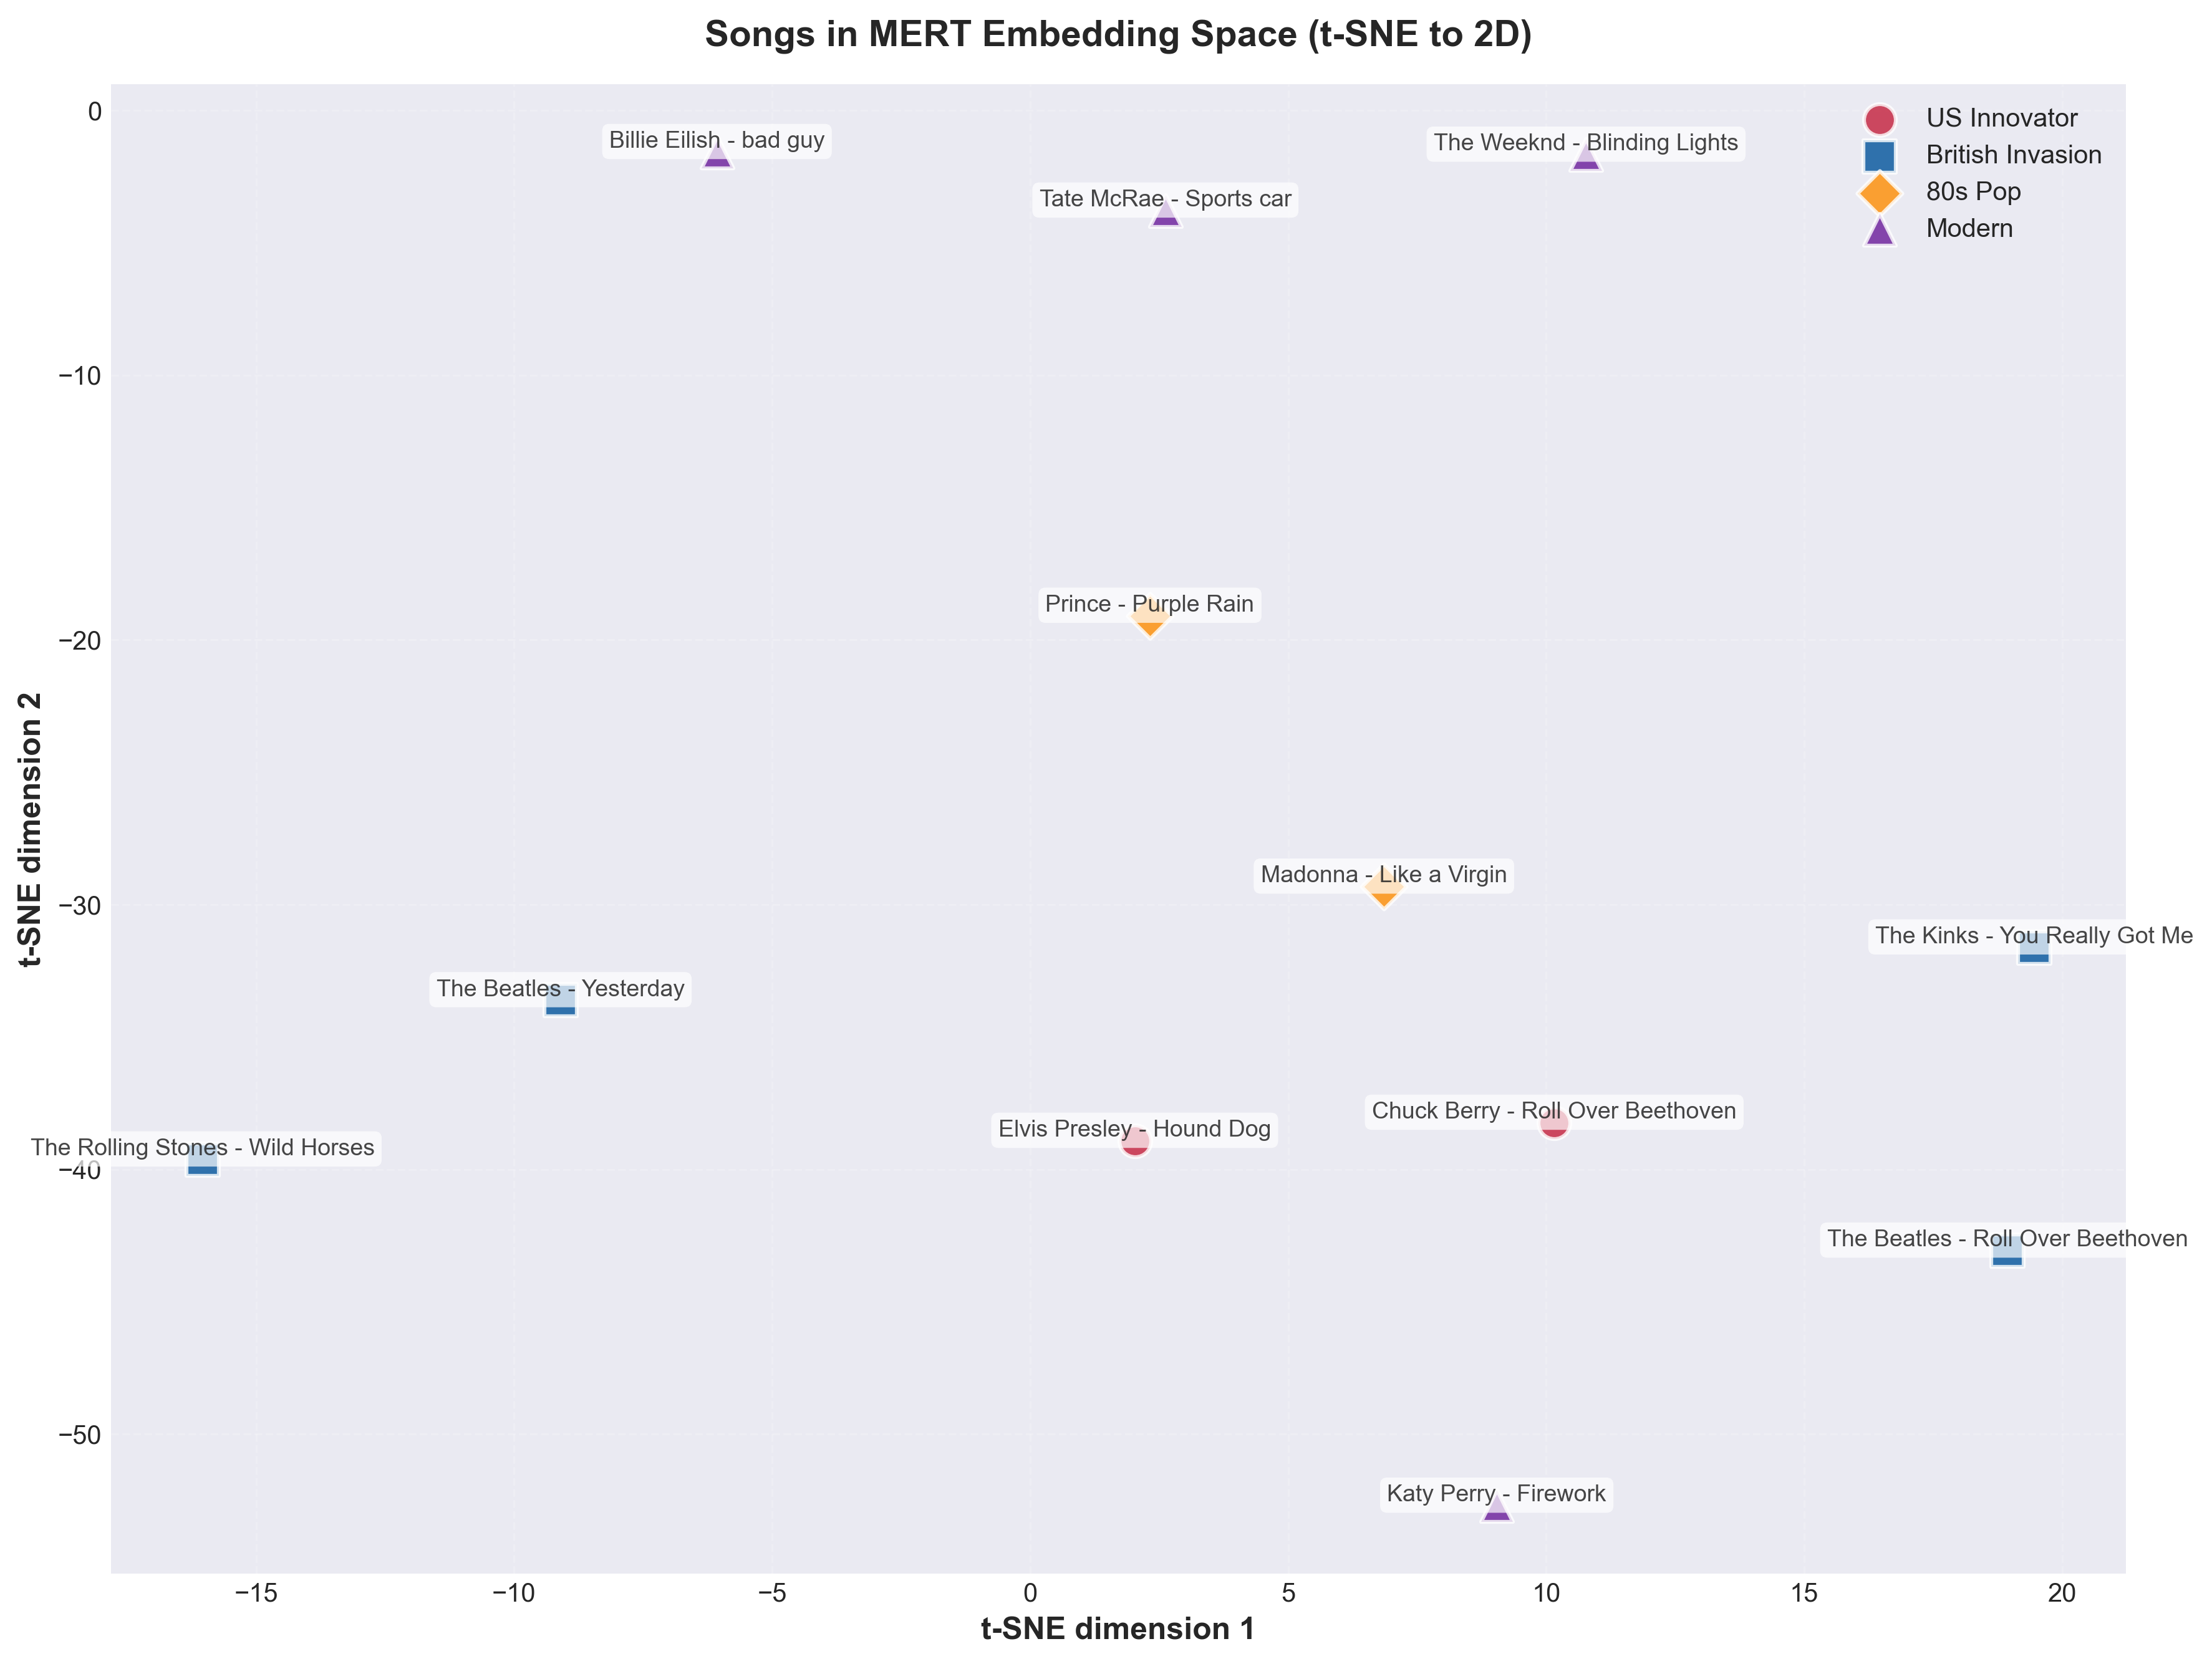 Songs in MERT Embedding Space (t-SNE to 2D)
0
−10
−20
−30
−40
−50
t-SNE dimension 2
Billie Eilish - bad guy
The Weeknd - Blinding Lights
Tate McRae - Sports car
US Innovator
British Invasion
80s Pop
Modern
Prince - Purple Rain
Madonna - Like a Virgin
The Kinks - You Really Got Me
The Beatles - Yesterday
Chuck Berry - Roll Over Beethoven
Elvis Presley - Hound Dog
The Rolling Stones - Wild Horses
The Beatles - Roll Over Beethoven
Katy Perry - Firework
−15 −10 −5 0 5 10 15 20
t-SNE dimension 1